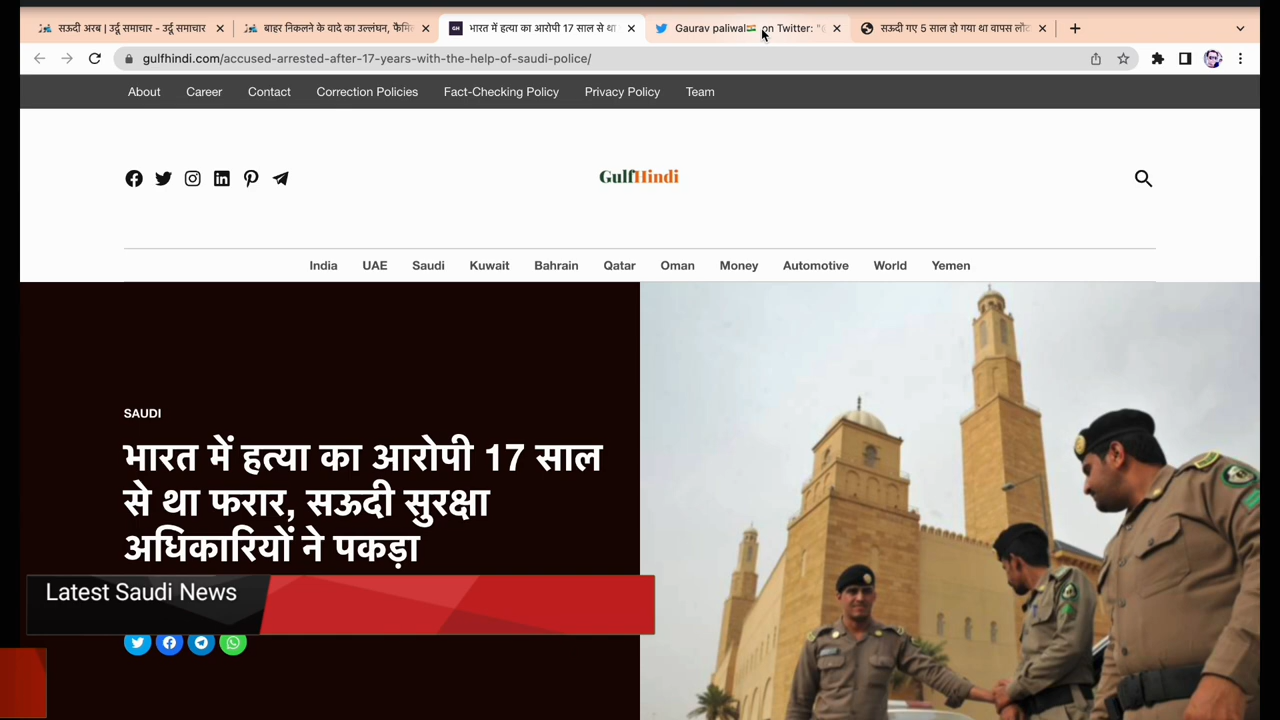 सऊदी अरब | उर्दू समाचार - उर्दू समाचार
बाहर निकलने के वादे का उल्लंघन, फैमि
भारत में हत्या का आरोपी 17 साल से था
Gaurav paliwal🇮🇳 on Twitter: "@
सऊदी गए 5 साल हो गया था वापस लौट
gulfhindi.com/accused-arrested-after-17-years-with-the-help-of-saudi-police/
About Career Contact Correction Policies Fact-Checking Policy Privacy Policy Team
GulfHindi
India UAE Saudi Kuwait Bahrain Qatar Oman Money Automotive World Yemen
SAUDI
भारत में हत्या का आरोपी 17 साल
से था फरार, सऊदी सुरक्षा
अधिकारियों ने पकड़ा
Latest Saudi News